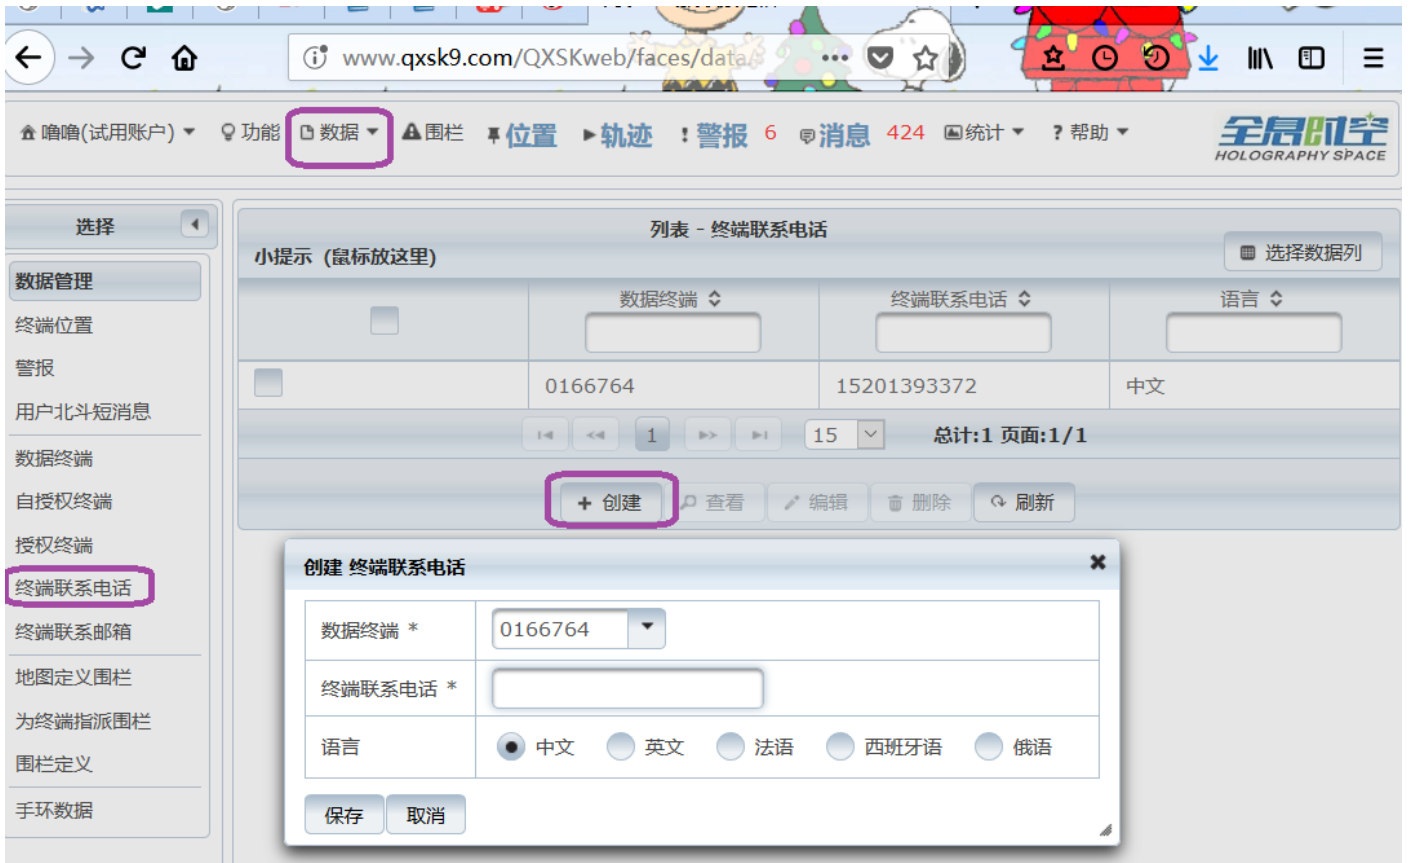 www.qxsk9.com/QXSKweb/faces/data/
噜噜(试用账户) 功能 数据 围栏 位置 轨迹 警报 6 消息 424 统计 帮助
全息时空
HOLOGRAPHY SPACE
选择
数据管理
终端位置
警报
用户北斗短消息
数据终端
自授权终端
授权终端
终端联系电话
终端联系邮箱
地图定义围栏
为终端指派围栏
围栏定义
手环数据
列表 - 终端联系电话
小提示 (鼠标放这里)
选择数据列
数据终端 终端联系电话 语言
0166764 15201393372 中文
1 15 总计:1 页面:1/1
创建 查看 编辑 删除 刷新
创建 终端联系电话
数据终端 * 0166764
终端联系电话 *
语言 中文 英文 法语 西班牙语 俄语
保存 取消